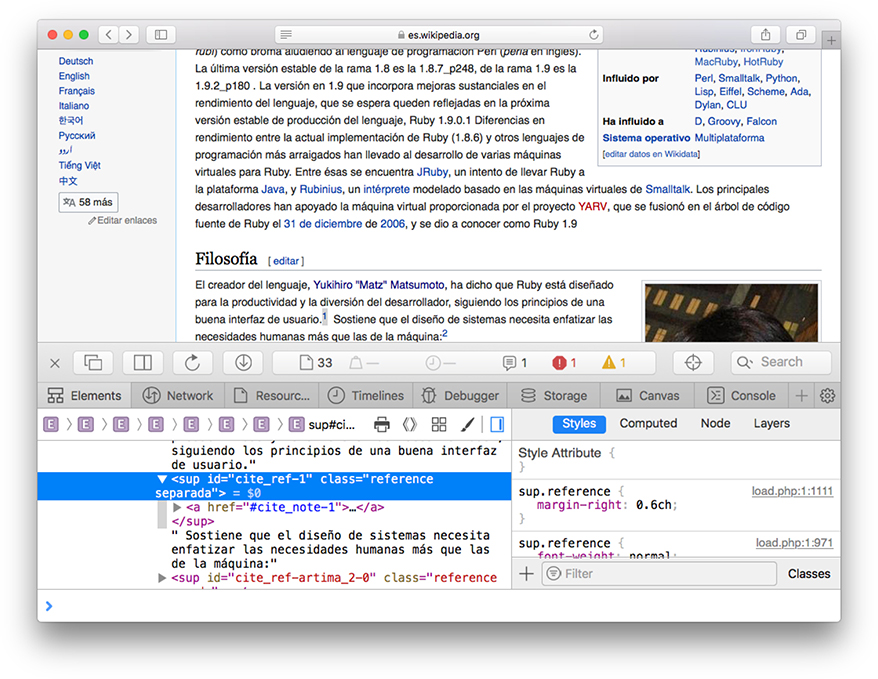 es.wikipedia.org
Deutsch
English
Français
Italiano
한국어
Русский
اردو
Tiếng Việt
中文
58 más
Editar enlaces
rubí) como broma aludiendo al lenguaje de programación Perl (perla en inglés).
La última versión estable de la rama 1.8 es la 1.8.7_p248, de la rama 1.9 es la
1.9.2_p180 . La versión en 1.9 que incorpora mejoras sustanciales en el
rendimiento del lenguaje, que se espera queden reflejadas en la próxima
versión estable de producción del lenguaje, Ruby 1.9.0.1 Diferencias en
rendimiento entre la actual implementación de Ruby (1.8.6) y otros lenguajes de
programación más arraigados han llevado al desarrollo de varias máquinas
virtuales para Ruby. Entre ésas se encuentra JRuby, un intento de llevar Ruby a
la plataforma Java, y Rubinius, un intérprete modelado basado en las máquinas virtuales de Smalltalk. Los principales
desarrolladores han apoyado la máquina virtual proporcionada por el proyecto YARV, que se fusionó en el árbol de código
fuente de Ruby el 31 de diciembre de 2006, y se dio a conocer como Ruby 1.9
Rubinius, IronRuby,
MacRuby, HotRuby
Influido por Perl, Smalltalk, Python,
Lisp, Eiffel, Scheme, Ada,
Dylan, CLU
Ha influido a D, Groovy, Falcon
Sistema operativo Multiplataforma
[editar datos en Wikidata]
Filosofía [ editar ]
El creador del lenguaje, Yukihiro "Matz" Matsumoto, ha dicho que Ruby está diseñado
para la productividad y la diversión del desarrollador, siguiendo los principios de una
buena interfaz de usuario.1 Sostiene que el diseño de sistemas necesita enfatizar las
necesidades humanas más que las de la máquina:2
33 — — 1 1 1 Search
Elements Network Resourc... Timelines Debugger Storage Canvas Console
E E E E E E E E sup#ci...
Styles Computed Node Layers
siguiendo los principios de una buena interfaz
de usuario."
<sup id="cite_ref-1" class="reference
separada"> = $0
<a href="#cite_note-1">…</a>
</sup>
" Sostiene que el diseño de sistemas necesita
enfatizar las necesidades humanas más que las
de la máquina:"
<sup id="cite_ref-artima_2-0" class="reference
Style Attribute {
}
sup.reference { load.php:1:1111
margin-right: 0.6ch;
}
sup.reference { load.php:1:971
font-weight: normal;
Filter
Classes